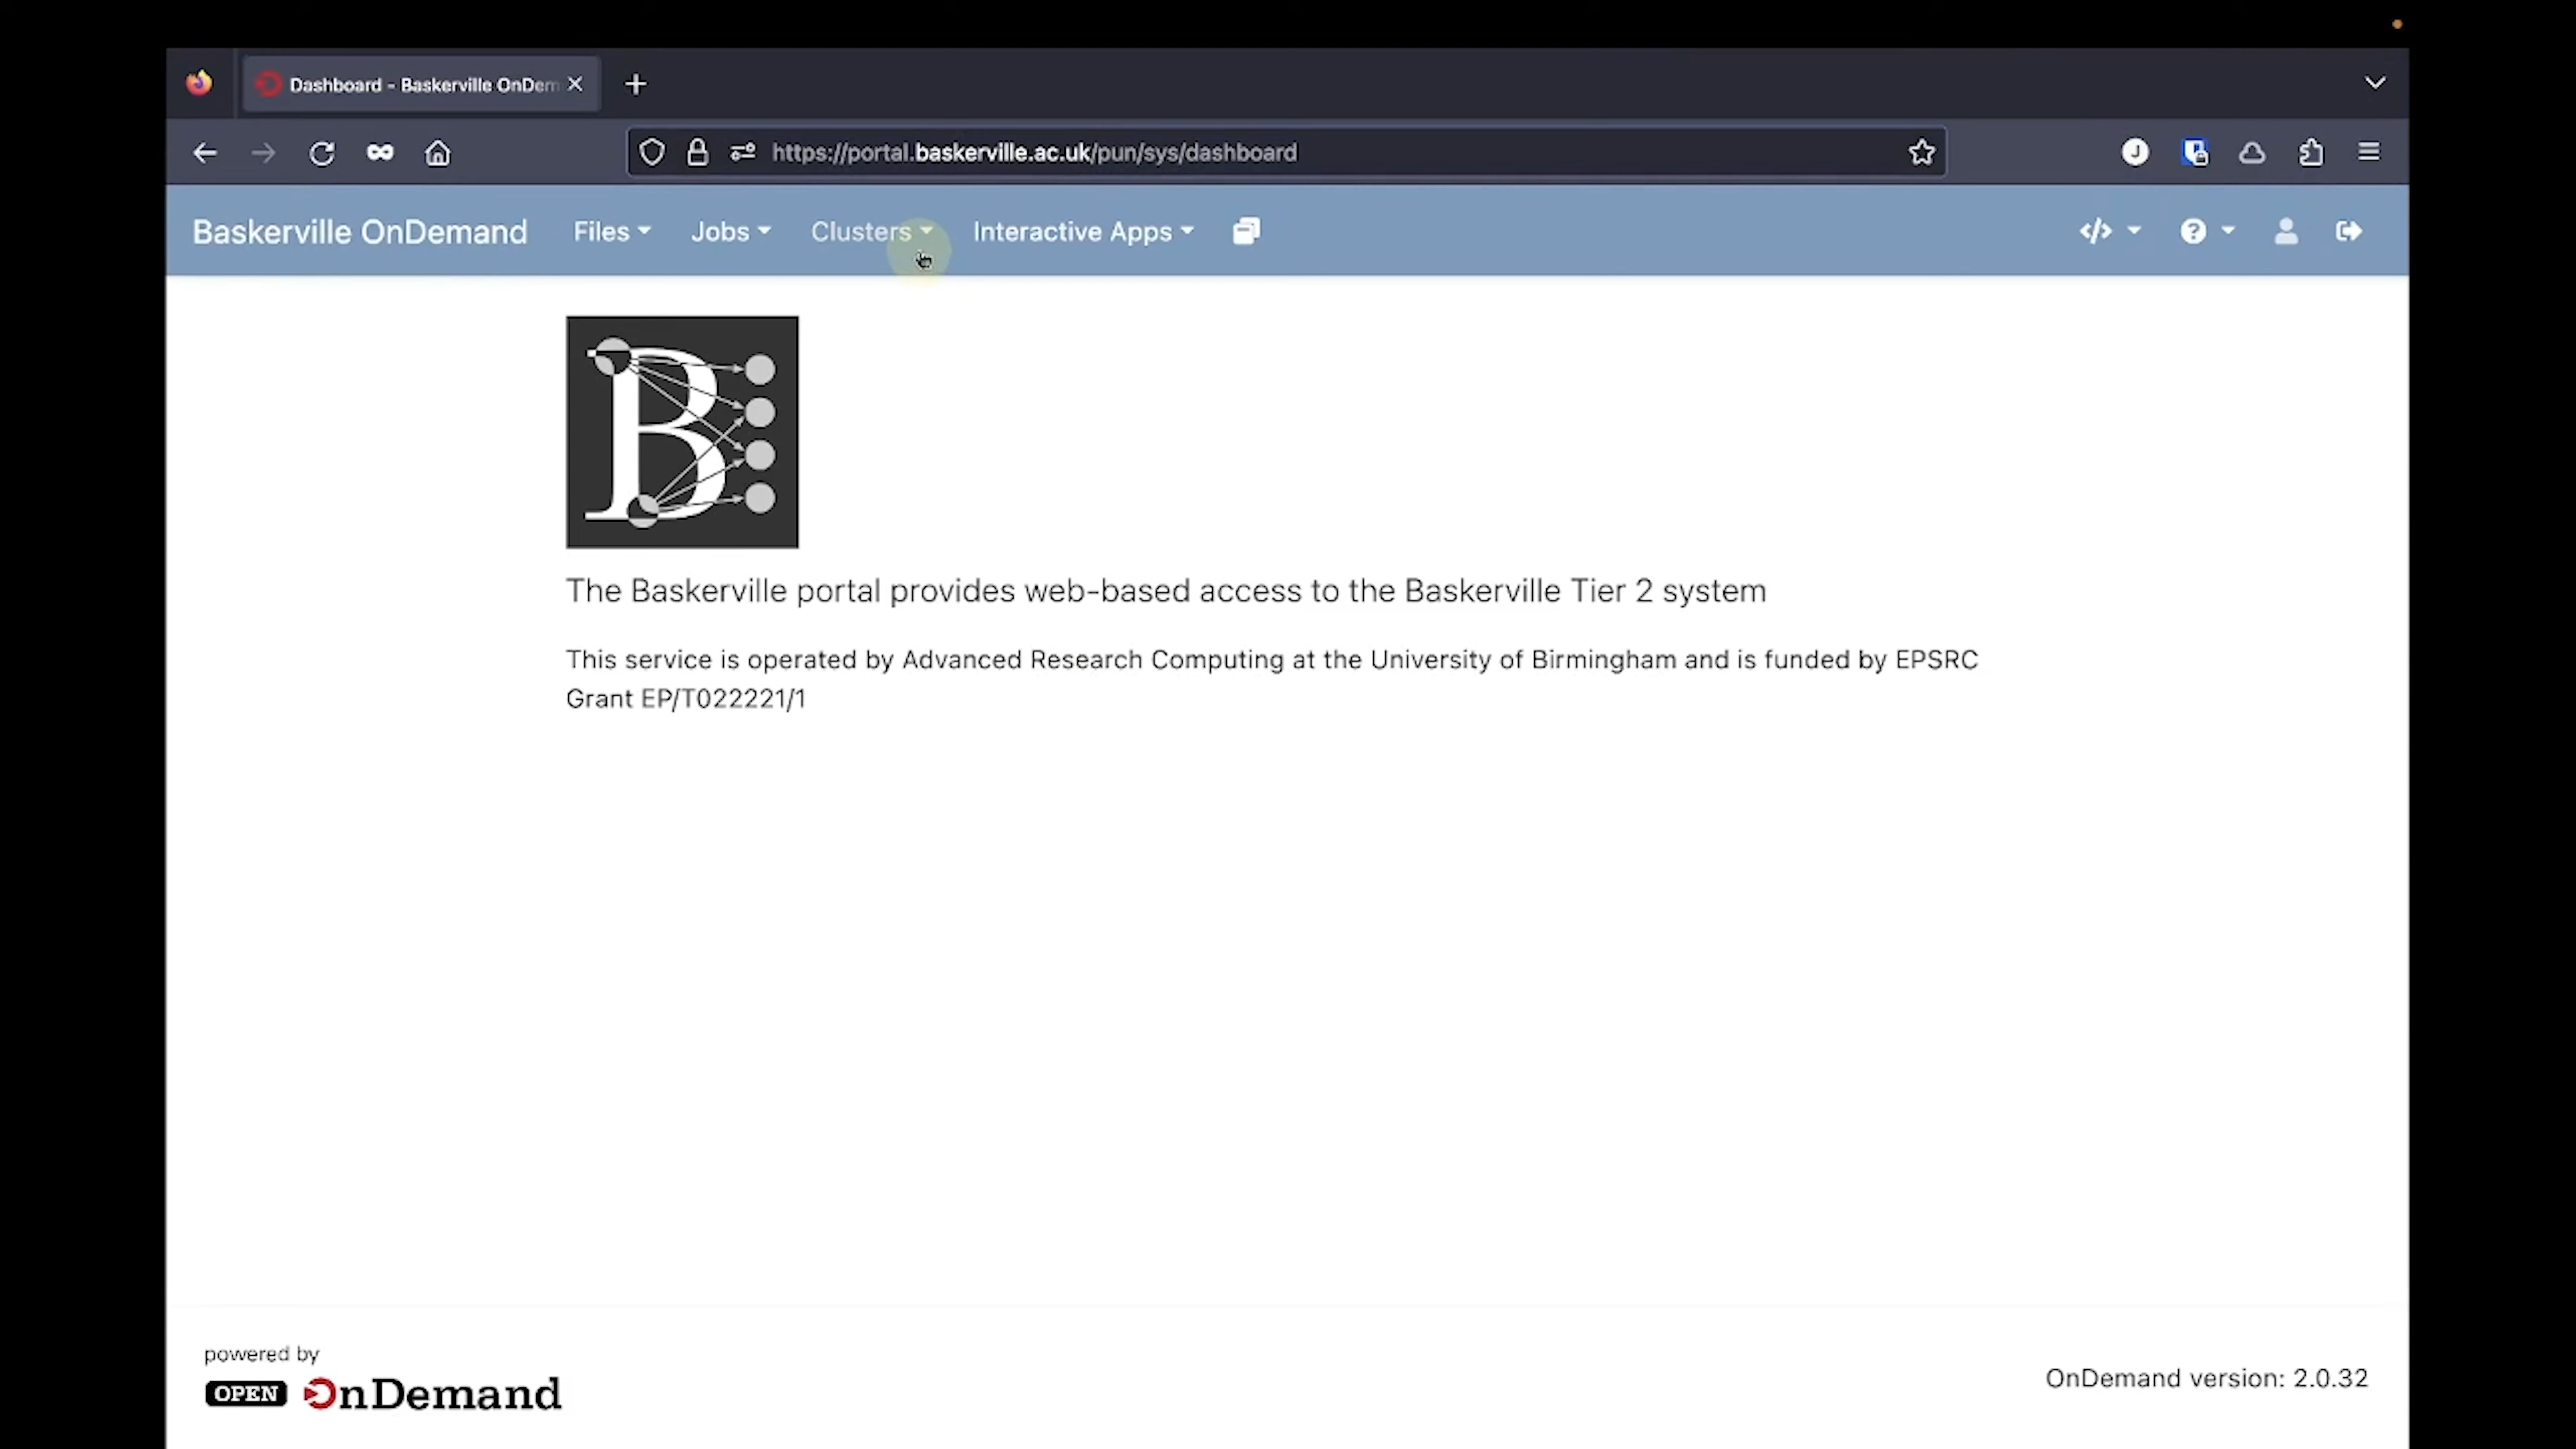 Dashboard - Baskerville OnDem
https://portal.baskerville.ac.uk/pun/sys/dashboard
J
Baskerville OnDemand Files Jobs Clusters Interactive Apps
B
The Baskerville portal provides web-based access to the Baskerville Tier 2 system
This service is operated by Advanced Research Computing at the University of Birmingham and is funded by EPSRC
Grant EP/T022221/1
powered by
OPEN OnDemand
OnDemand version: 2.0.32